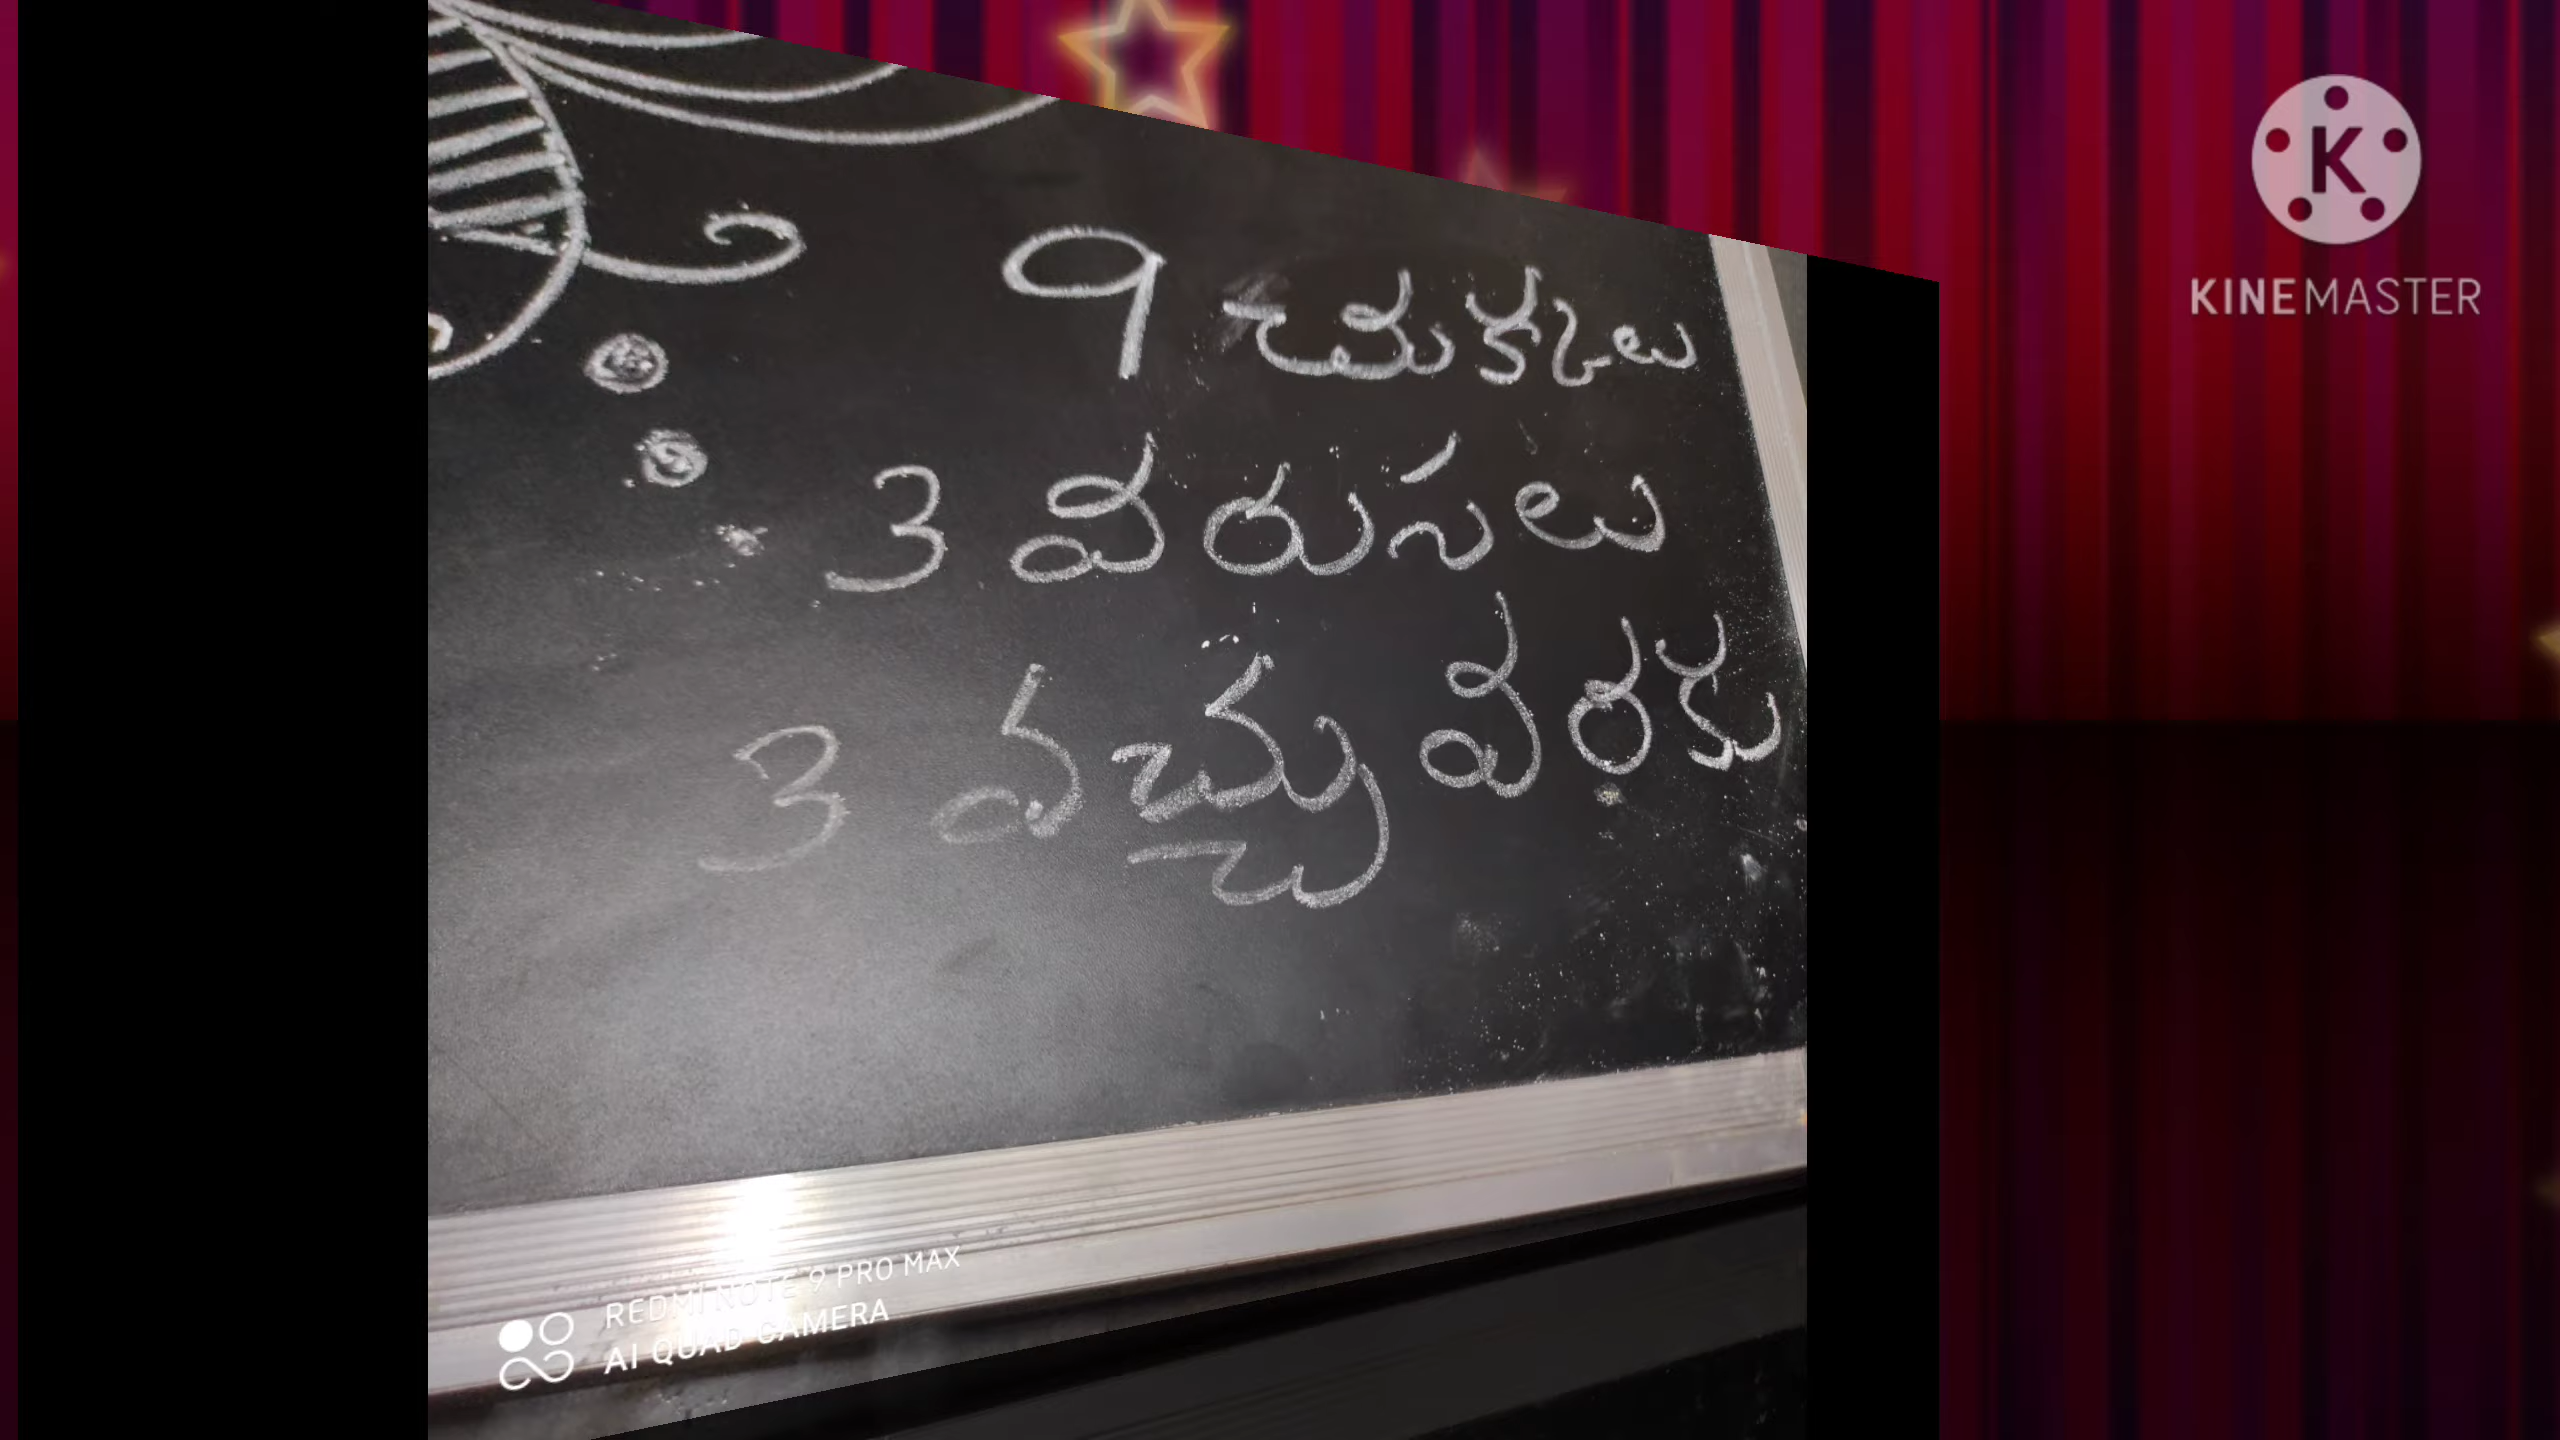 KINEMASTER
9 చుక్కలు
3 వరుసలు
3 వచ్చు వరకు
REDMI NOTE 9 PRO MAX
AI QUAD CAMERA